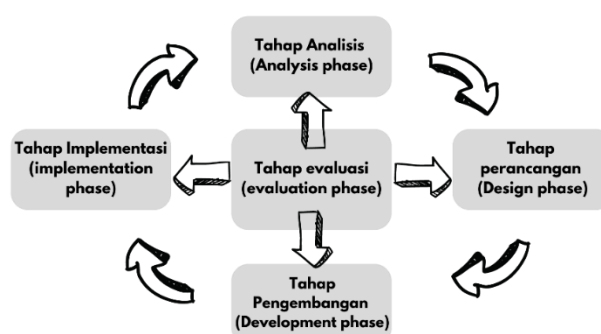 Tahap Analisis
(Analysis phase)
Tahap Implementasi
(implementation
phase)
Tahap evaluasi
(evaluation phase)
Tahap
perancangan
(Design phase)
Tahap
Pengembangan
(Development phase)